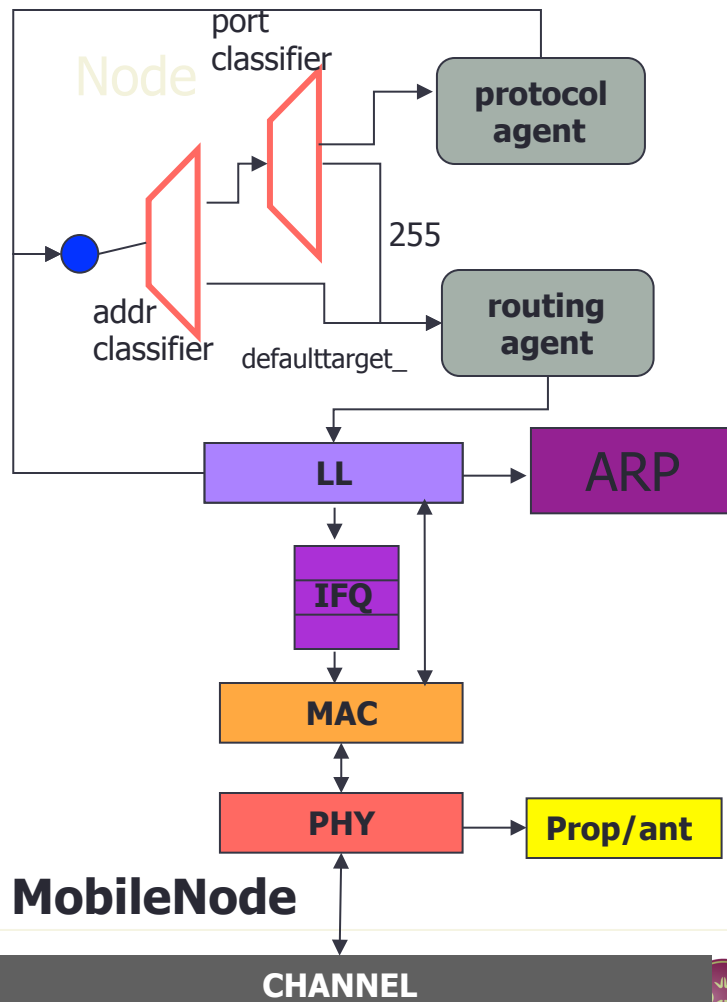 port
classifier
Node
protocol
agent
255
addr
classifier
routing
agent
defaulttarget_
LL
ARP
IFQ
MAC
PHY
Prop/ant
MobileNode
CHANNEL